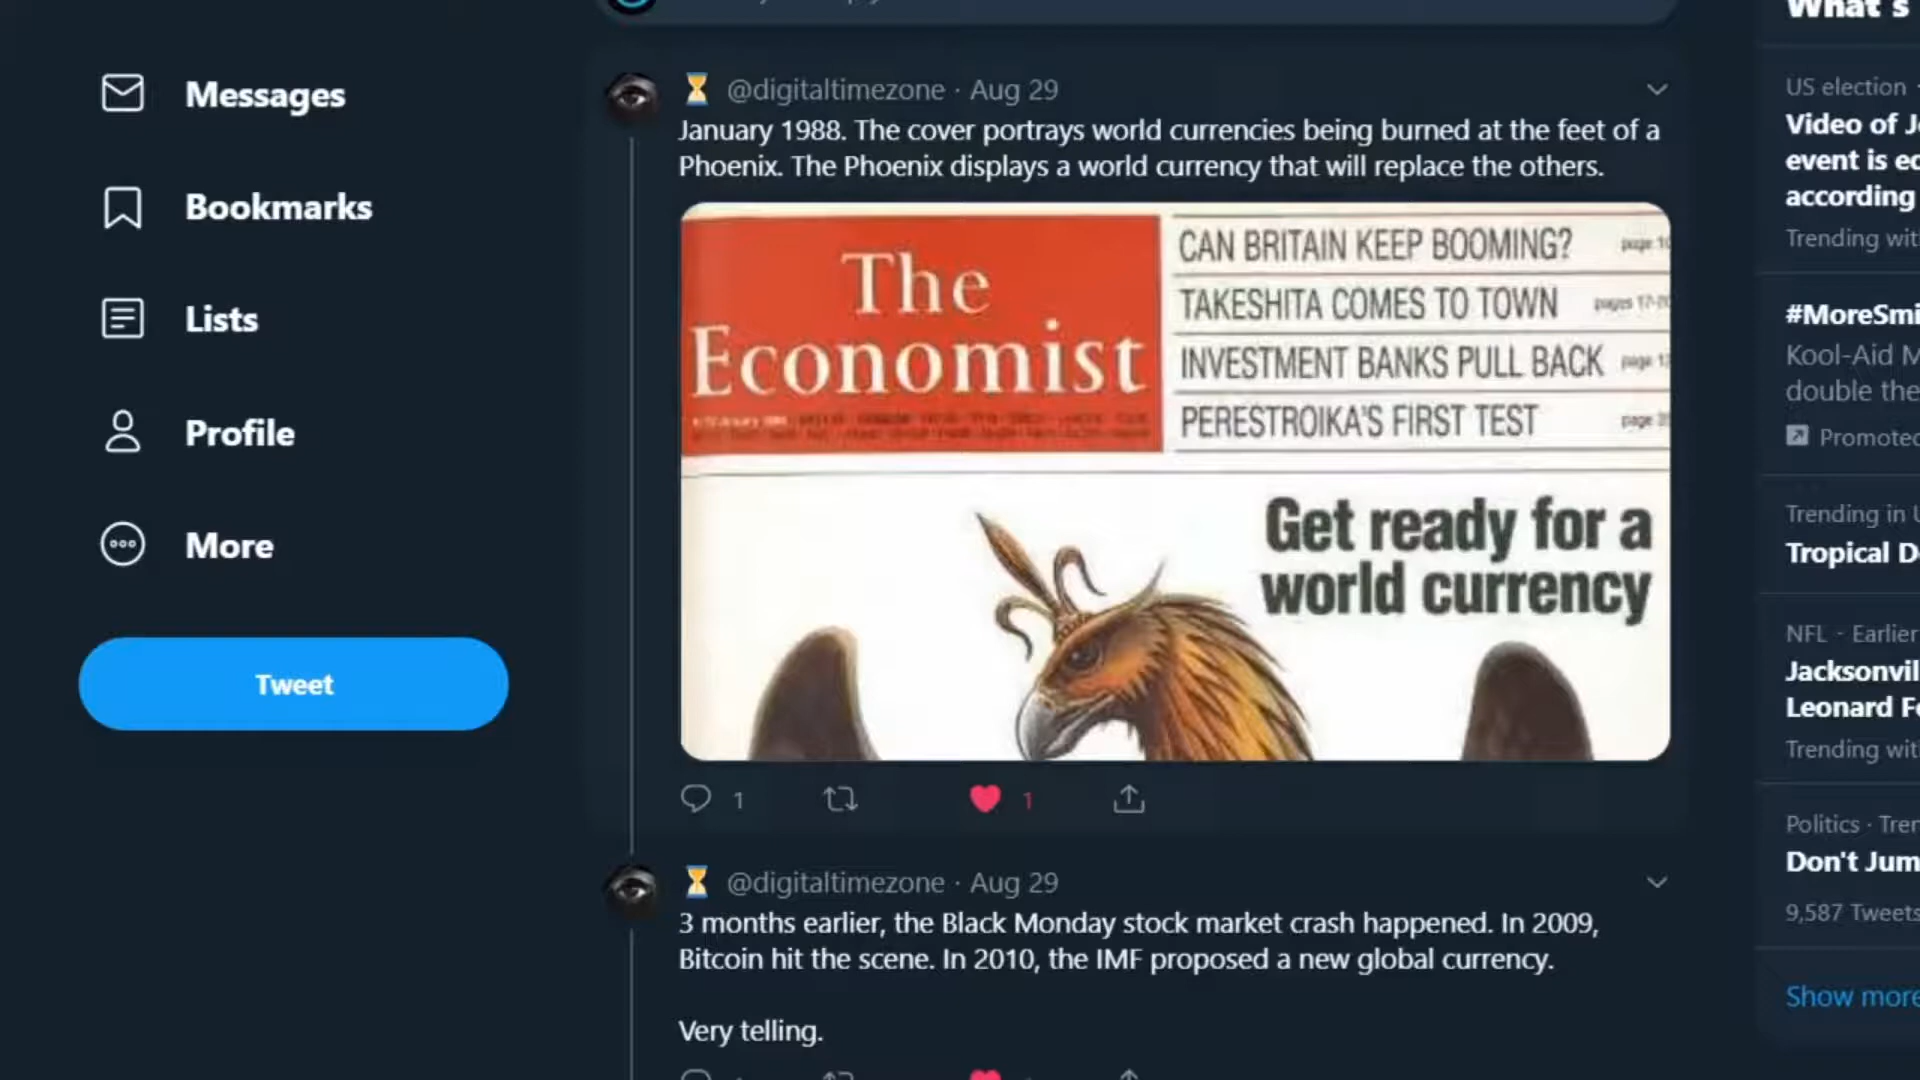 Messages
Bookmarks
Lists
Profile
More
Tweet
@digitaltimezone · Aug 29
January 1988. The cover portrays world currencies being burned at the feet of a
Phoenix. The Phoenix displays a world currency that will replace the others.
The
Economist
CAN BRITAIN KEEP BOOMING?
TAKESHITA COMES TO TOWN
INVESTMENT BANKS PULL BACK
PERESTROIKA'S FIRST TEST
Get ready for a
world currency
1
1
@digitaltimezone · Aug 29
3 months earlier, the Black Monday stock market crash happened. In 2009,
Bitcoin hit the scene. In 2010, the IMF proposed a new global currency.
Very telling.
What's
US election ·
Video of J
event is
according
Trending
#MoreSmi
Kool-Aid M
double the
Promoted
Trending in
Tropical D
NFL · Earlier
Jacksonvil
Leonard F
Trending
Politics · Tren
Don't Jum
9,587 Tweets
Show more